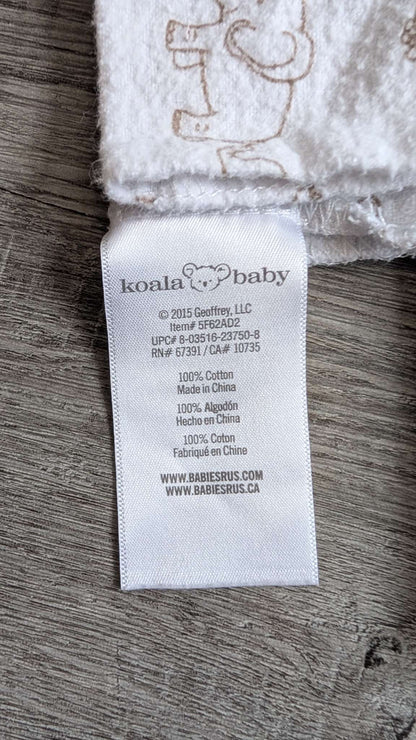 koala baby
© 2015 Geoffrey, LLC
Item# 5F62AD2
UPC# 8-03516-23750-8
RN# 67391 / CA# 10735
100% Cotton
Made in China
100% Algodón
Hecho en China
100% Coton
Fabriqué en Chine
WWW.BABIESRUS.COM
WWW.BABIESRUS.CA